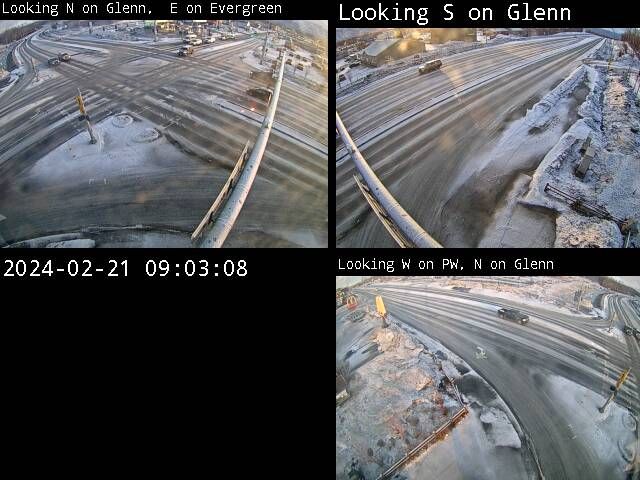 Looking N on Glenn,  E on Evergreen
Looking S on Glenn
2024-02-21 09:03:08
Looking W on PW, N on Glenn